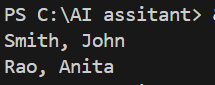 PS C:\AI assitant>
Smith, John
Rao, Anita